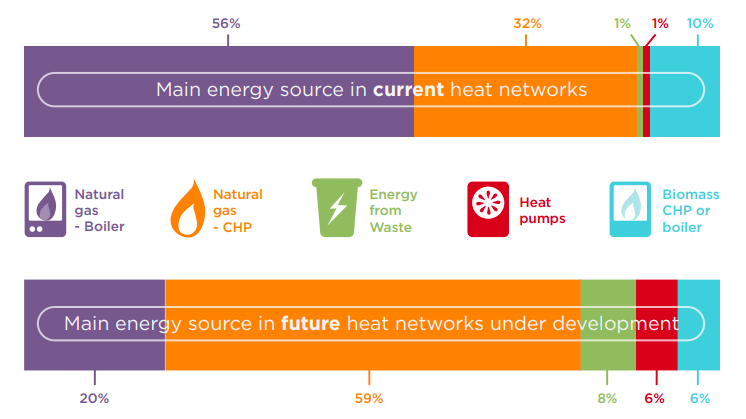 56% 32% 1% 1% 10%
Main energy source in current heat networks
Natural
gas
- Boiler
Natural
gas
- CHP
Energy
from
Waste
Heat
pumps
Biomass
CHP or
boiler
Main energy source in future heat networks under development
20% 59% 8% 6% 6%